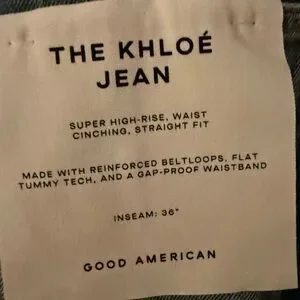 THE KHLOÉ
JEAN
SUPER HIGH-RISE, WAIST
CINCHING, STRAIGHT FIT
MADE WITH REINFORCED BELTLOOPS, FLAT
TUMMY TECH, AND A GAP-PROOF WAISTBAND
INSEAM: 36"
GOOD AMERICAN